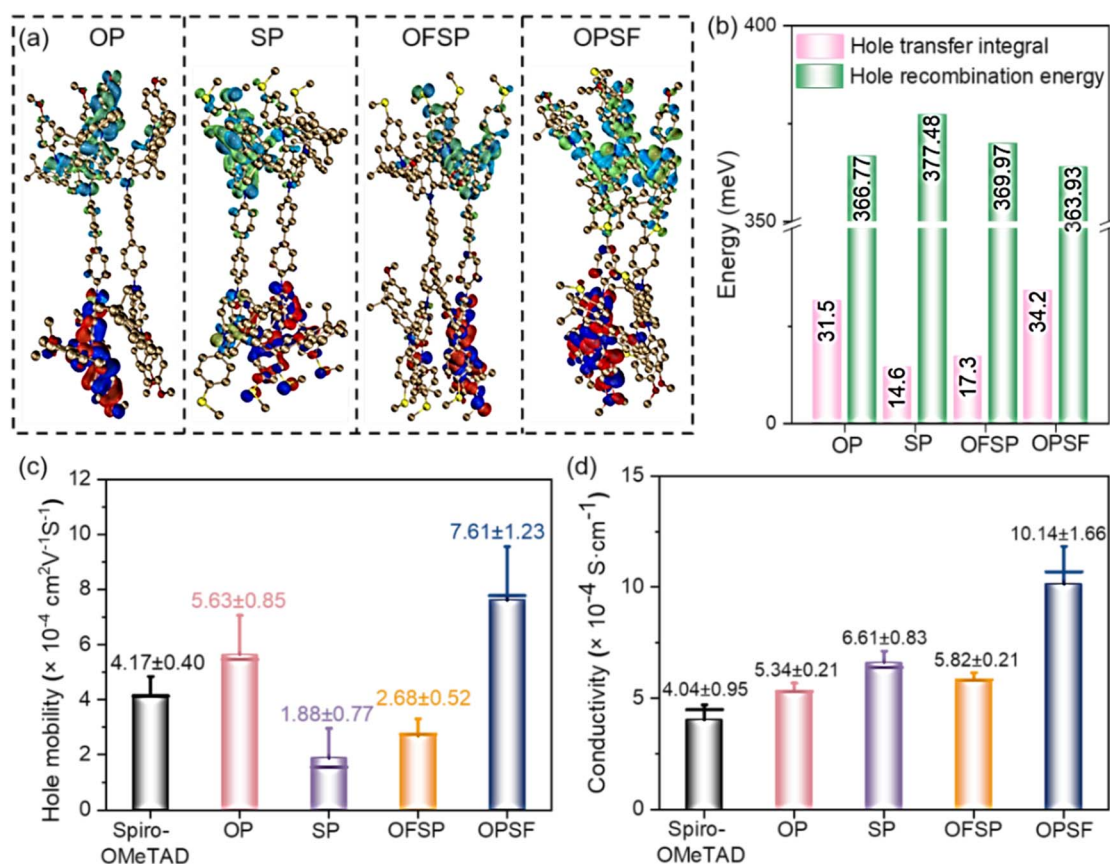 (a) OP SP OFSP OPSF
(b)
400
350
0
Energy (meV)
Hole transfer integral
Hole recombination energy
31.5
366.77
14.6
377.48
17.3
369.97
34.2
363.93
OP SP OFSP OPSF
(c)
Hole mobility (× 10⁻⁴ cm²V⁻¹S⁻¹)
12
10
8
6
4
2
0
4.17±0.40
5.63±0.85
1.88±0.77
2.68±0.52
7.61±1.23
Spiro- OP SP OFSP OPSF
OMeTAD
(d)
Conductivity (× 10⁻⁴ S·cm⁻¹)
15
10
5
0
4.04±0.95
5.34±0.21
6.61±0.83
5.82±0.21
10.14±1.66
Spiro- OP SP OFSP OPSF
OMeTAD